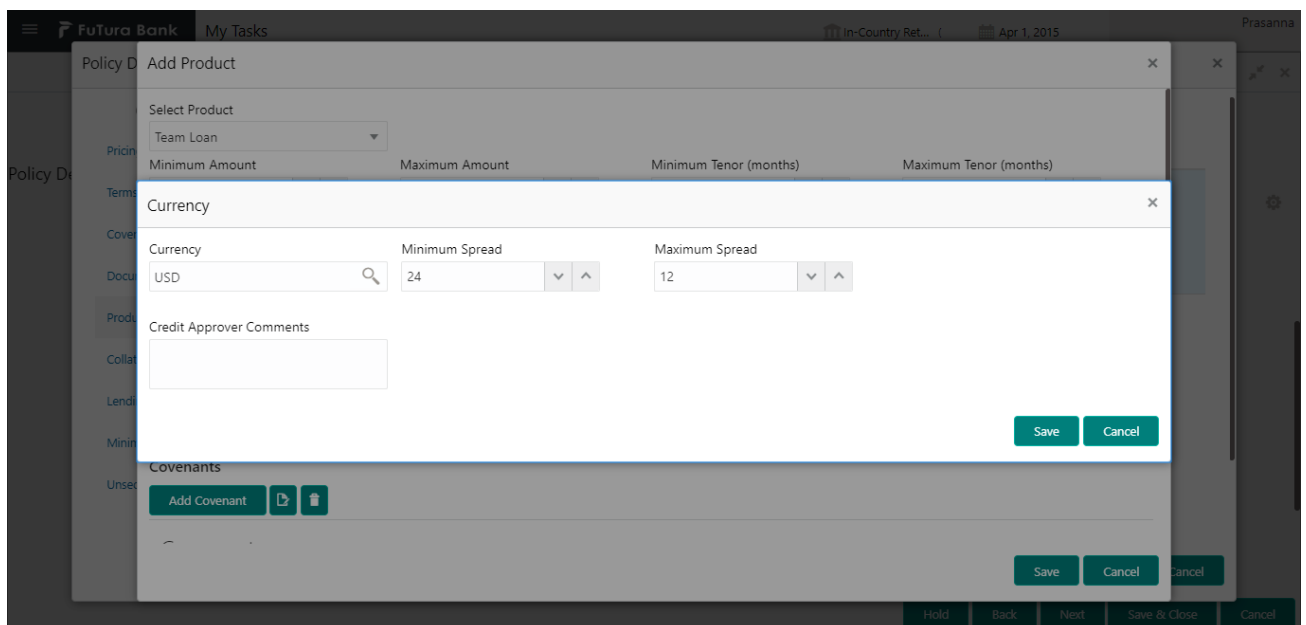 FuTura Bank My Tasks In-Country Ret... ( Apr 1, 2015 Prasanna
Policy D Add Product
Select Product
Team Loan
Pricin
Minimum Amount Maximum Amount Minimum Tenor (months) Maximum Tenor (months)
Policy De
Terms
Currency
Cover
Currency Minimum Spread Maximum Spread
Docu
USD 24 12
Produ
Credit Approver Comments
Collat
Lendi
Save Cancel
Minin
Covenants
Unsec
Add Covenant
Save Cancel Cancel
Hold Back Next Save & Close Cancel